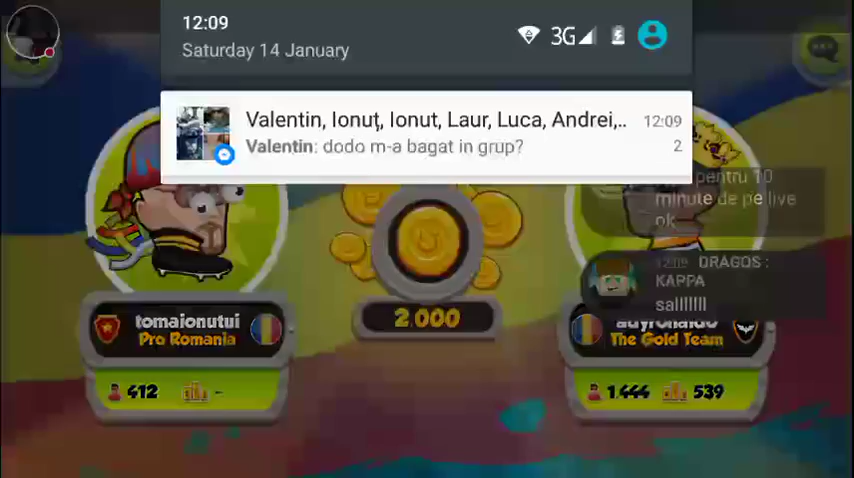 12:09
Saturday 14 January
3G
Valentin, Ionuț, Ionut, Laur, Luca, Andrei,..
12:09
Valentin: dodo m-a bagat in grup?
2
pentru 10
minute de pe live
ok
12:09 DRAGOS :
KAPPA
sallllllll
tomaionutui
Pro Romania
2.000
adyronaldo
The Gold Team
412
-
1.444
539